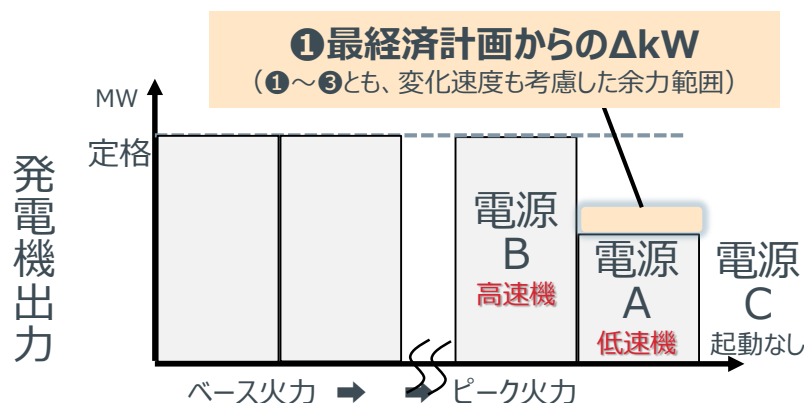 ❶最経済計画からのΔkW
（❶～❸とも、変化速度も考慮した余力範囲）
MW
定格
発電機出力
電源
B
高速機
電源
A
低速機
電源
C
起動なし
ベース火力 ➡ ➡ ピーク火力